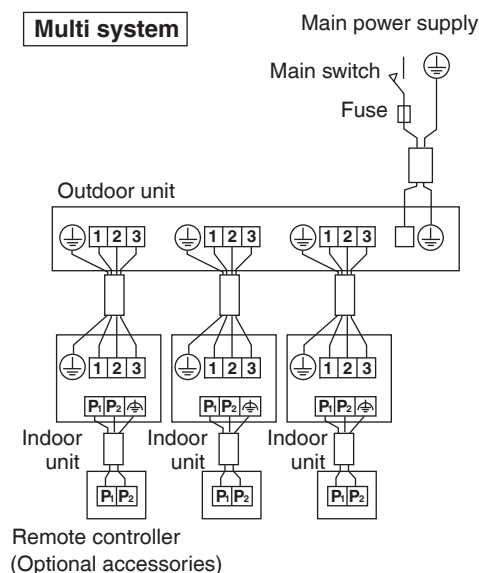 Multi system
Main power supply
Main switch
Fuse
Outdoor unit
1 2 3 1 2 3 1 2 3
1 2 3 1 2 3 1 2 3
P1 P2 P1 P2 P1 P2
Indoor unit
Indoor unit
Indoor unit
P1 P2 P1 P2 P1 P2
Remote controller
(Optional accessories)